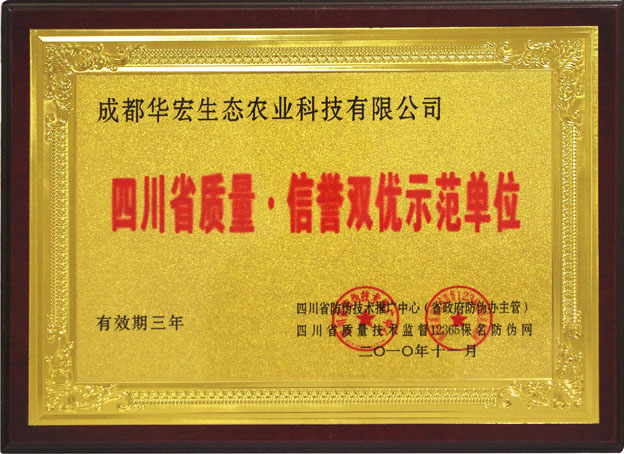 成都华宏生态农业科技有限公司
四川省质量·信誉双优示范单位
四川省防伪技术推广中心（省政府防伪办主管）
有效期三年
四川省质量技术监督12365保名防伪网
二〇一〇年十一月